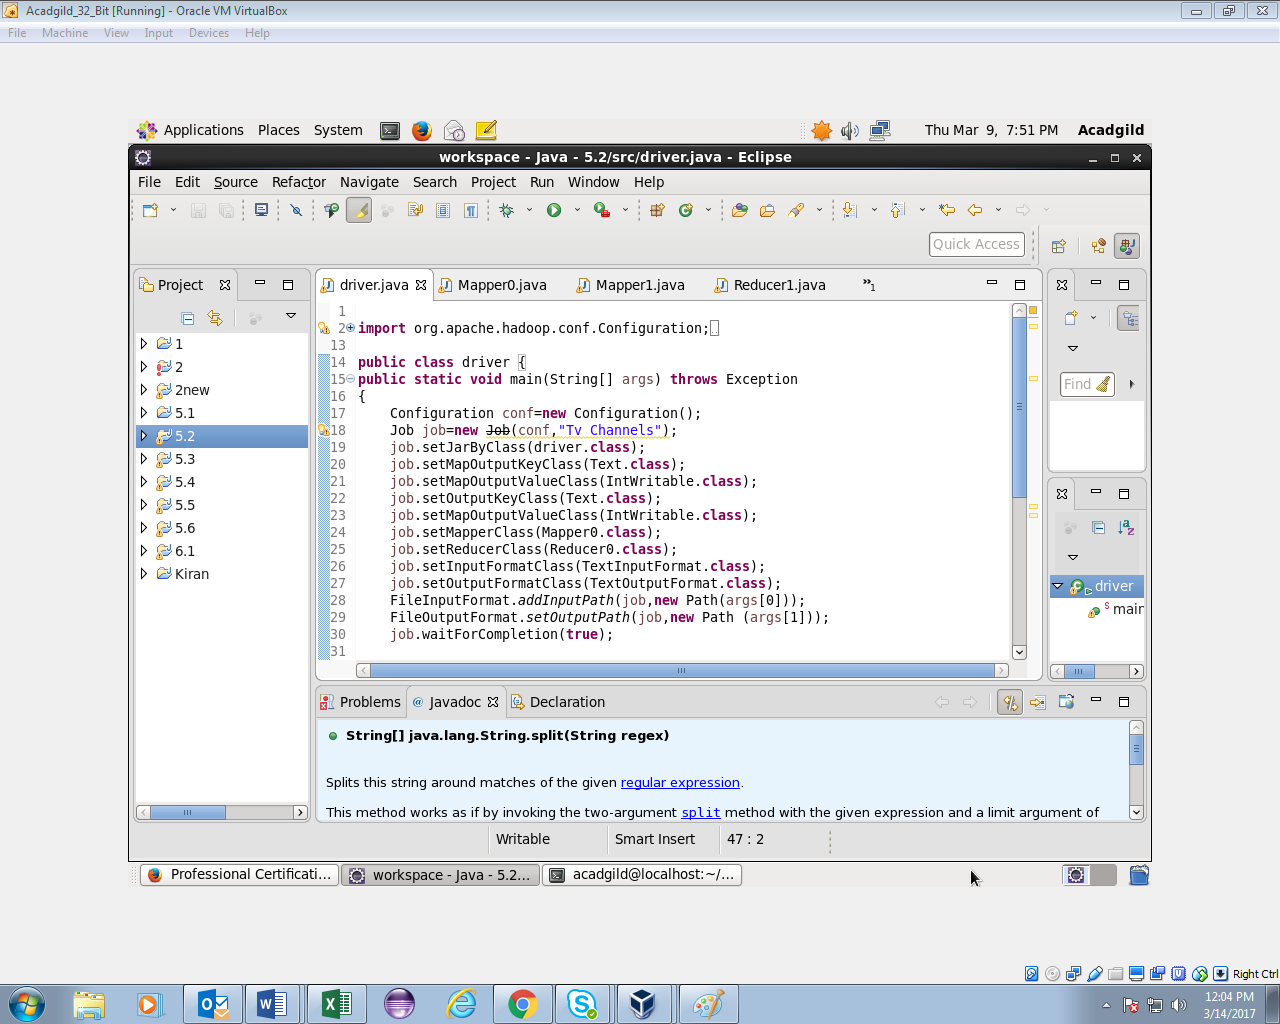 Acadgild_32_Bit [Running] - Oracle VM VirtualBox
File Machine View Input Devices Help
Applications Places System Thu Mar 9, 7:51 PM Acadgild
workspace - Java - 5.2/src/driver.java - Eclipse
File Edit Source Refactor Navigate Search Project Run Window Help
Quick Access
Project
driver.java Mapper0.java Mapper1.java Reducer1.java »1
1
2
2new
5.1
5.2
5.3
5.4
5.5
5.6
6.1
Kiran
1
2 import org.apache.hadoop.conf.Configuration;
13
14 public class driver {
15 public static void main(String[] args) throws Exception
16 {
17 Configuration conf=new Configuration();
18 Job job=new Job(conf,"Tv Channels");
19 job.setJarByClass(driver.class);
20 job.setMapOutputKeyClass(Text.class);
21 job.setMapOutputValueClass(IntWritable.class);
22 job.setOutputKeyClass(Text.class);
23 job.setMapOutputValueClass(IntWritable.class);
24 job.setMapperClass(Mapper0.class);
25 job.setReducerClass(Reducer0.class);
26 job.setInputFormatClass(TextInputFormat.class);
27 job.setOutputFormatClass(TextOutputFormat.class);
28 FileInputFormat.addInputPath(job,new Path(args[0]));
29 FileOutputFormat.setOutputPath(job,new Path (args[1]));
30 job.waitForCompletion(true);
31
Find
driver
main
Problems Javadoc Declaration
String[] java.lang.String.split(String regex)
Splits this string around matches of the given regular expression.
This method works as if by invoking the two-argument split method with the given expression and a limit argument of
Writable Smart Insert 47 : 2
Professional Certificati... workspace - Java - 5.2... acadgild@localhost:~/...
Right Ctrl
12:04 PM
3/14/2017